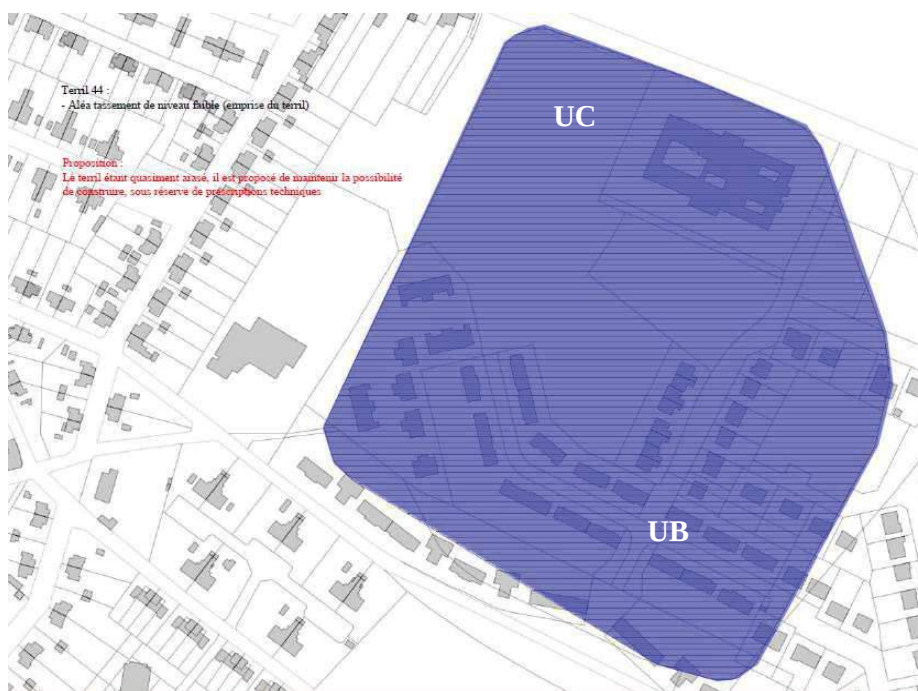 Terril 44 :
- Aléa tassement de niveau faible (emprise du terril)
Proposition :
Le terril étant quasiment arasé, il est proposé de maintenir la possibilité
de construire, sous réserve de prescriptions techniques
UC
UB